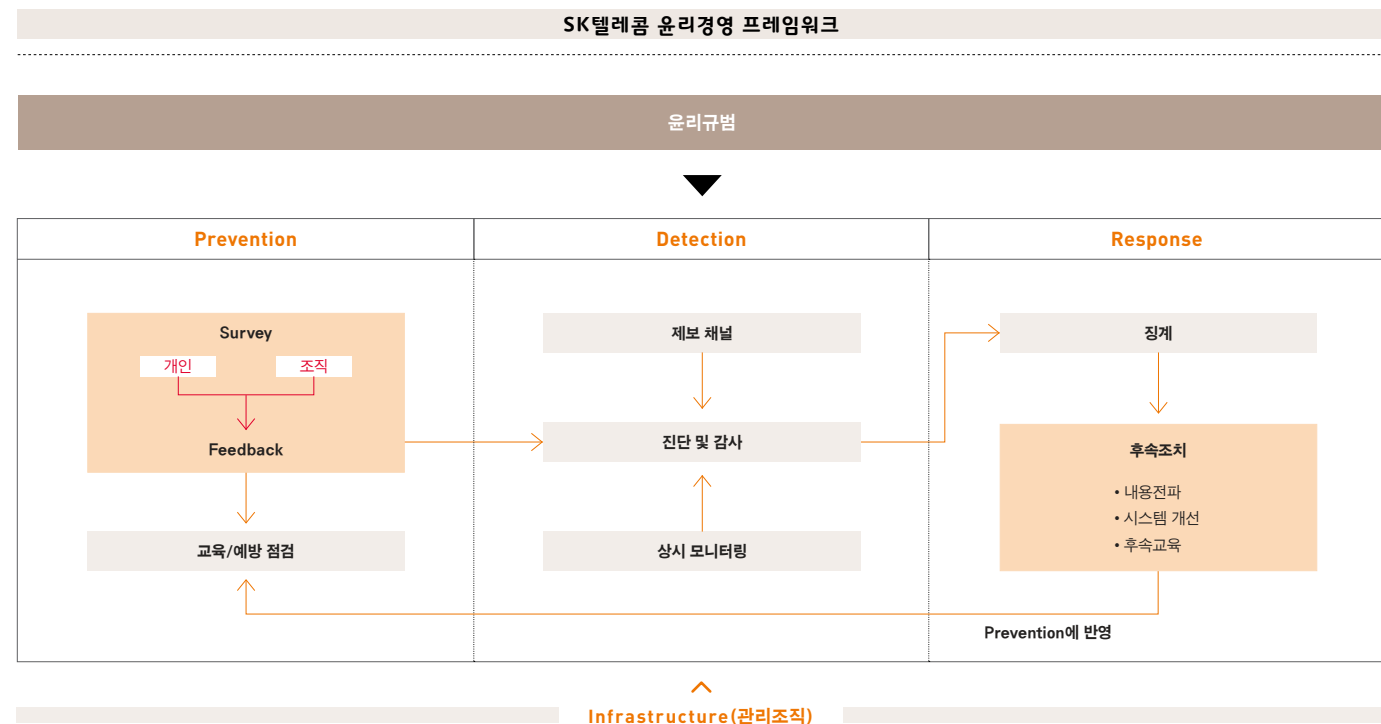 SK텔레콤 윤리경영 프레임워크
윤리규범
Prevention
Detection
Response
Survey
개인
조직
Feedback
교육/예방 점검
제보 채널
진단 및 감사
상시 모니터링
징계
후속조치
• 내용전파
• 시스템 개선
• 후속교육
Prevention에 반영
Infrastructure(관리조직)